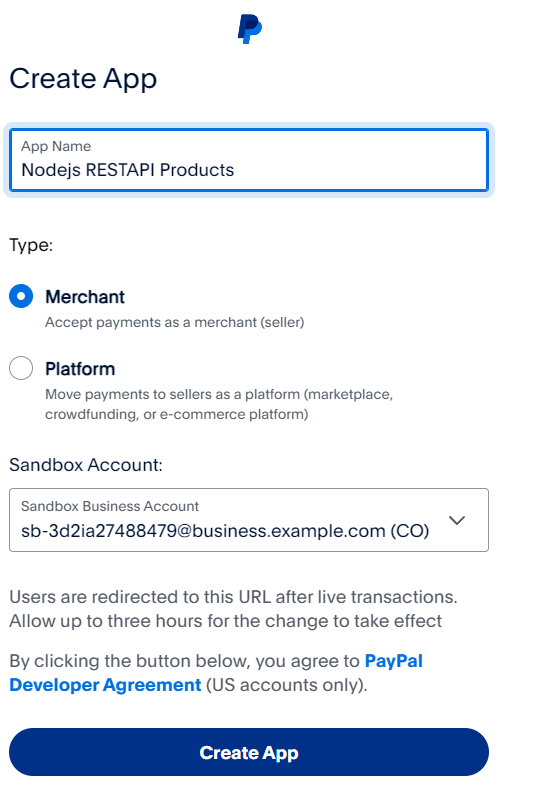 Create App
App Name
Nodejs RESTAPI Products
Type:
Merchant
Accept payments as a merchant (seller)
Platform
Move payments to sellers as a platform (marketplace,
crowdfunding, or e-commerce platform)
Sandbox Account:
Sandbox Business Account
sb-3d2ia27488479@business.example.com (CO)
Users are redirected to this URL after live transactions.
Allow up to three hours for the change to take effect
By clicking the button below, you agree to PayPal
Developer Agreement (US accounts only).
Create App